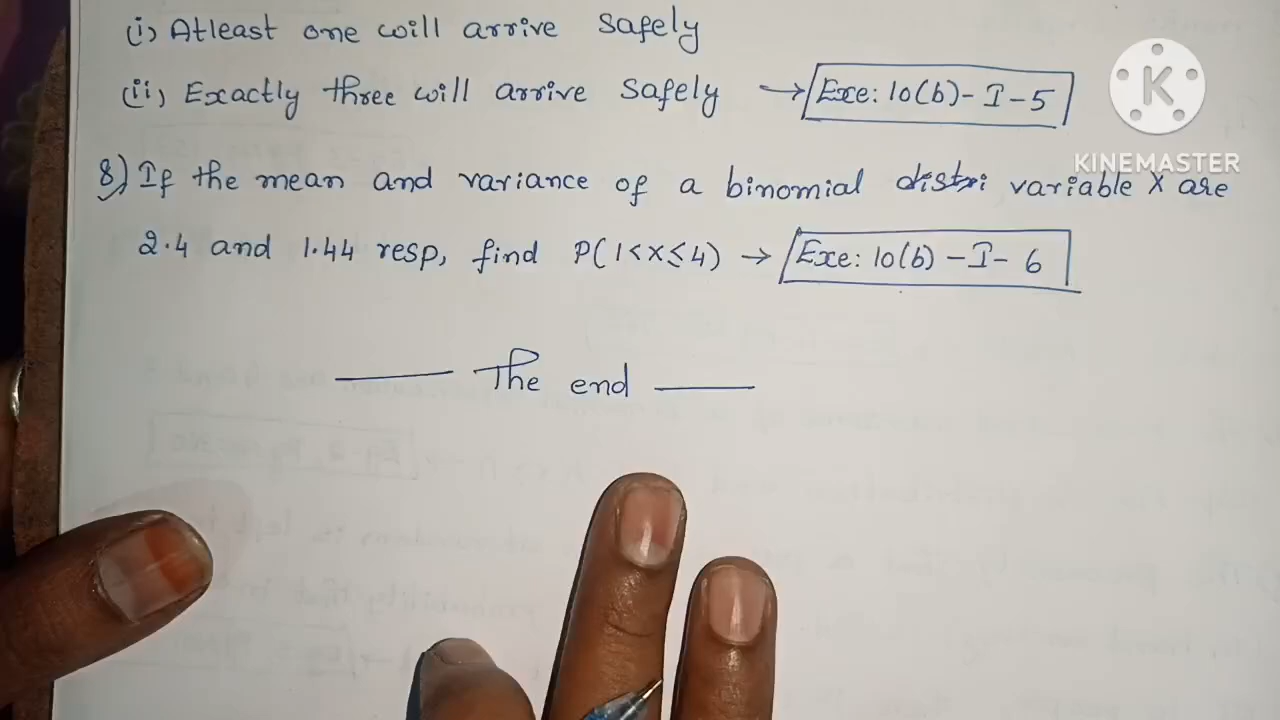 (i) Atleast one will arrive safely
(ii) Exactly three will arrive safely → Exe: 10(b) - I - 5
KINEMASTER
8) If the mean and variance of a binomial distri variable X are
2.4 and 1.44 resp, find P(1<x≤4) → Exe: 10(b) - I - 6
The end